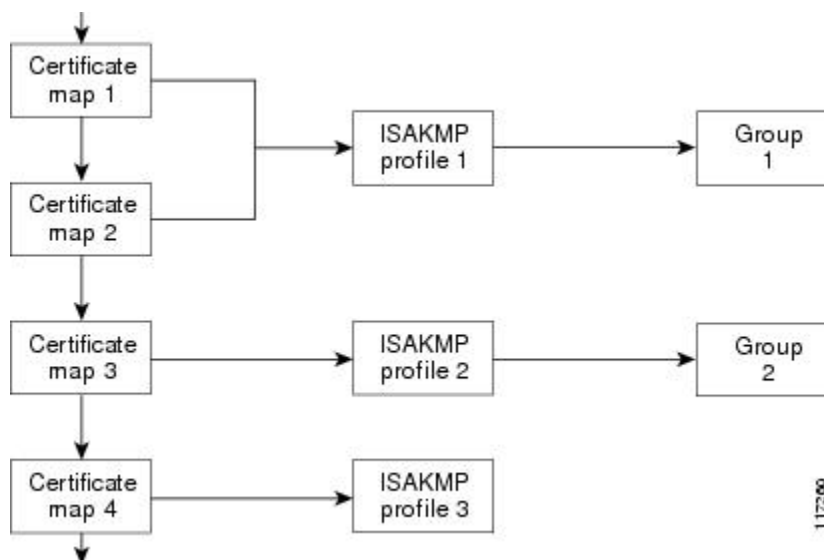 Certificate
map 1
ISAKMP
profile 1
Group
1
Certificate
map 2
Certificate
map 3
ISAKMP
profile 2
Group
2
Certificate
map 4
ISAKMP
profile 3